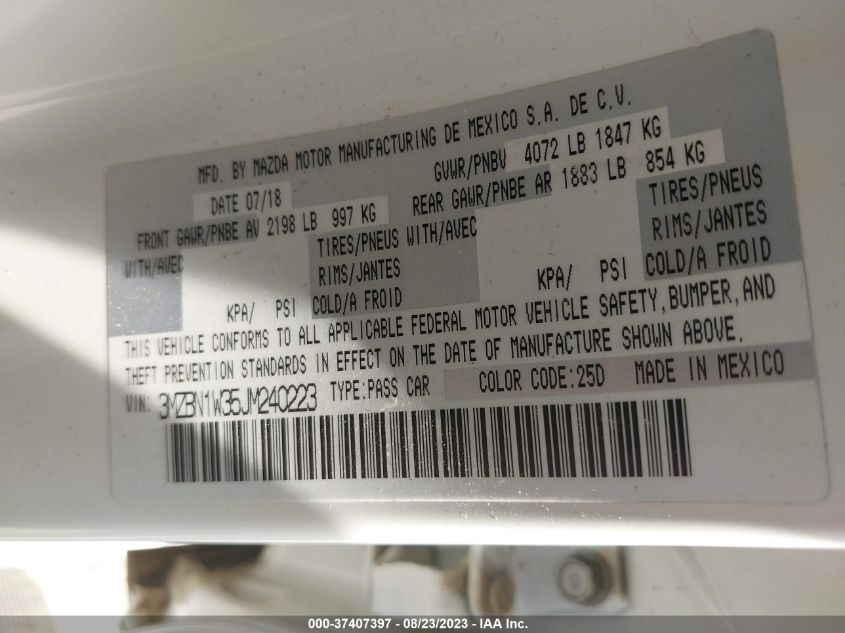 MFD. BY MAZDA MOTOR MANUFACTURING DE MEXICO S.A. DE C.V.
DATE 07/18 GVWR/PNBV 4072 LB 1847 KG
FRONT GAWR/PNBE AV 2198 LB 997 KG REAR GAWR/PNBE AR 1883 LB 854 KG
WITH/AVEC TIRES/PNEUS WITH/AVEC TIRES/PNEUS
RIMS/JANTES RIMS/JANTES
KPA/ PSI COLD/A FROID KPA/ PSI COLD/A FROID
THIS VEHICLE CONFORMS TO ALL APPLICABLE FEDERAL MOTOR VEHICLE SAFETY, BUMPER, AND
THEFT PREVENTION STANDARDS IN EFFECT ON THE DATE OF MANUFACTURE SHOWN ABOVE.
VIN: 3MZBN1W35JM240223 TYPE:PASS CAR COLOR CODE:25D MADE IN MEXICO
000-37407397 - 08/23/2023 - IAA Inc.